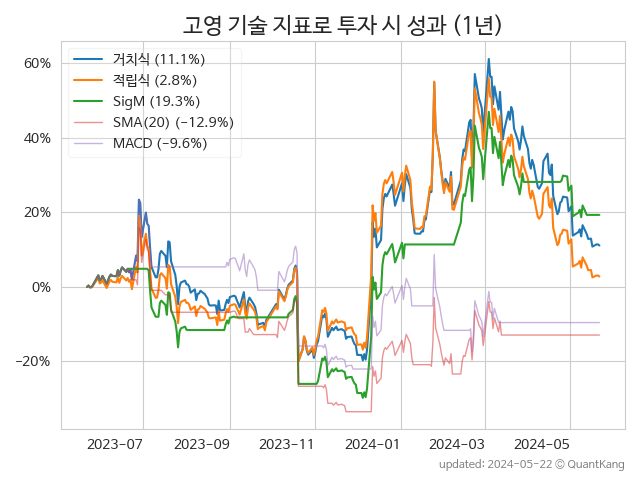 고영 기술 지표로 투자 시 성과 (1년)
거치식 (11.1%)
적립식 (2.8%)
SigM (19.3%)
SMA(20) (−12.9%)
MACD (−9.6%)
60%
40%
20%
0%
−20%
2023−07 2023−09 2023−11 2024−01 2024−03 2024−05
updated: 2024−05−22 © QuantKang